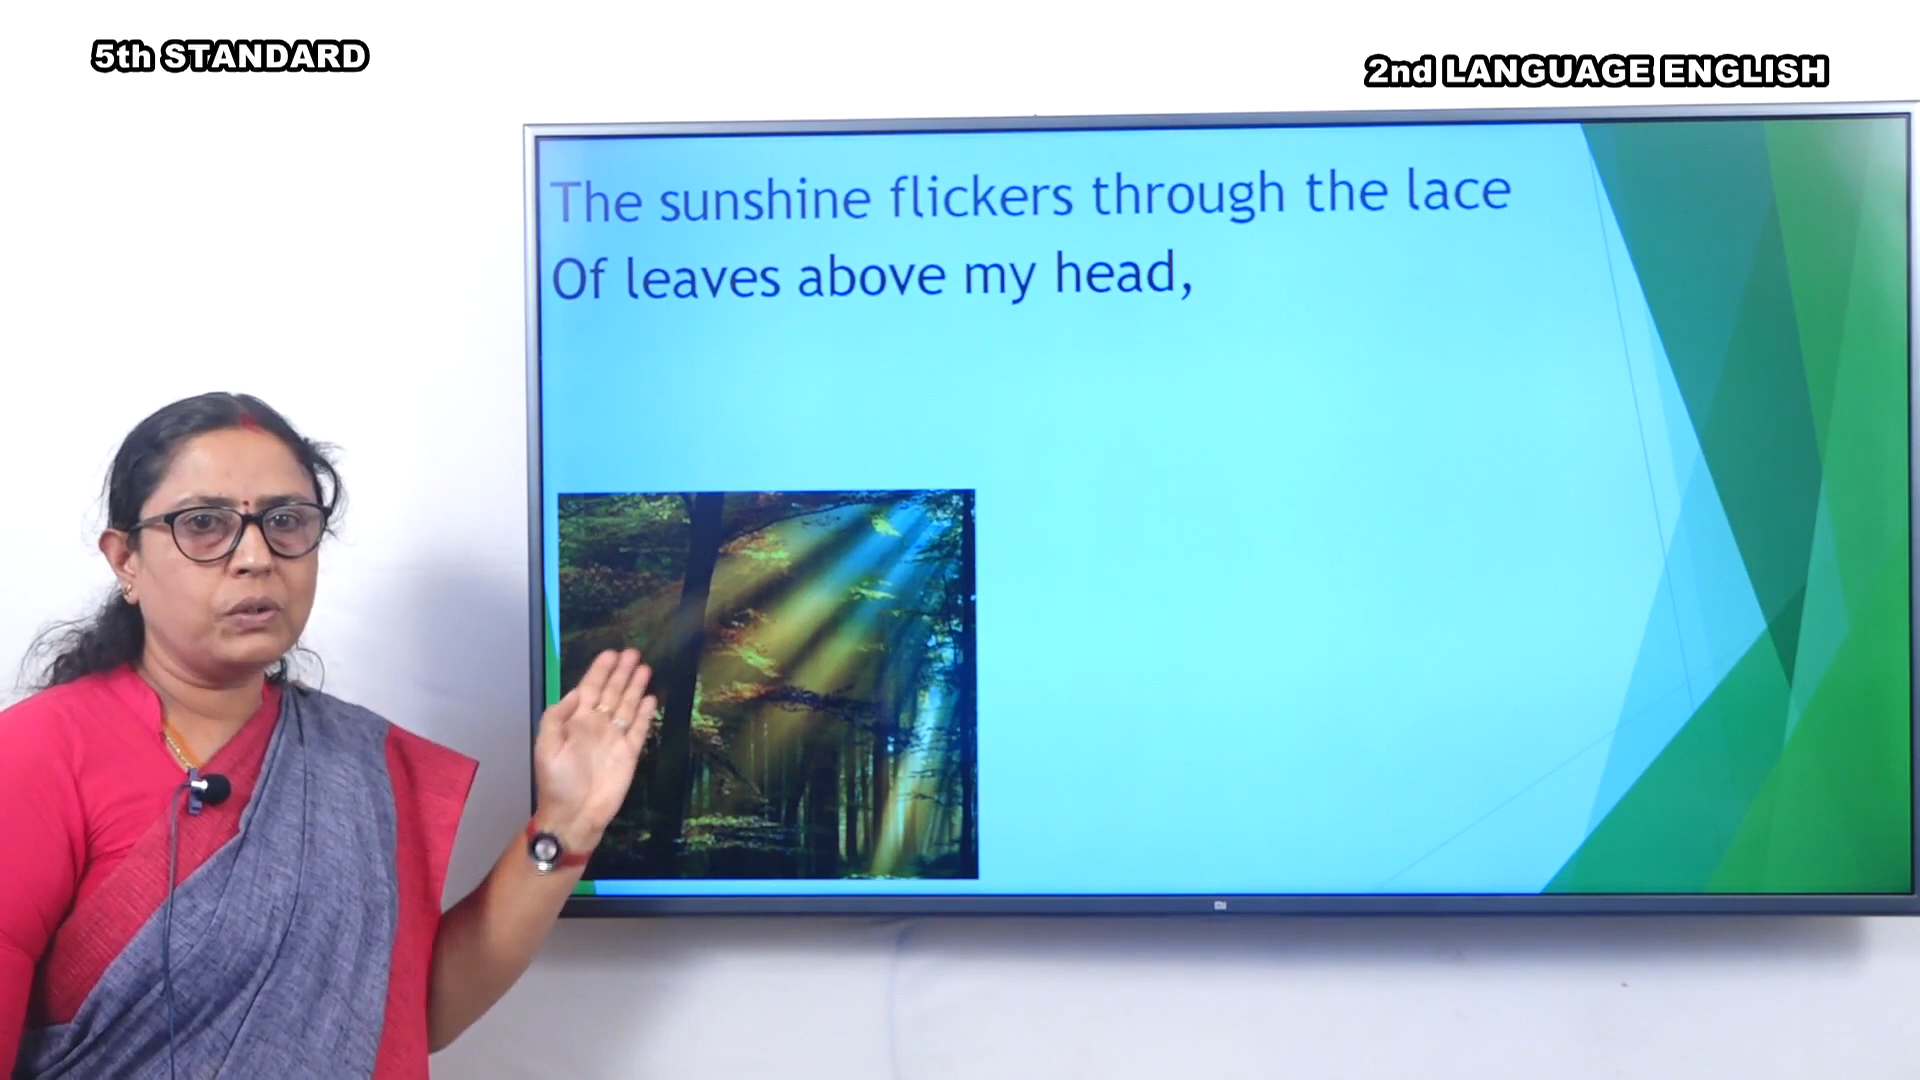 5th STANDARD
2nd LANGUAGE ENGLISH
The sunshine flickers through the lace
Of leaves above my head,